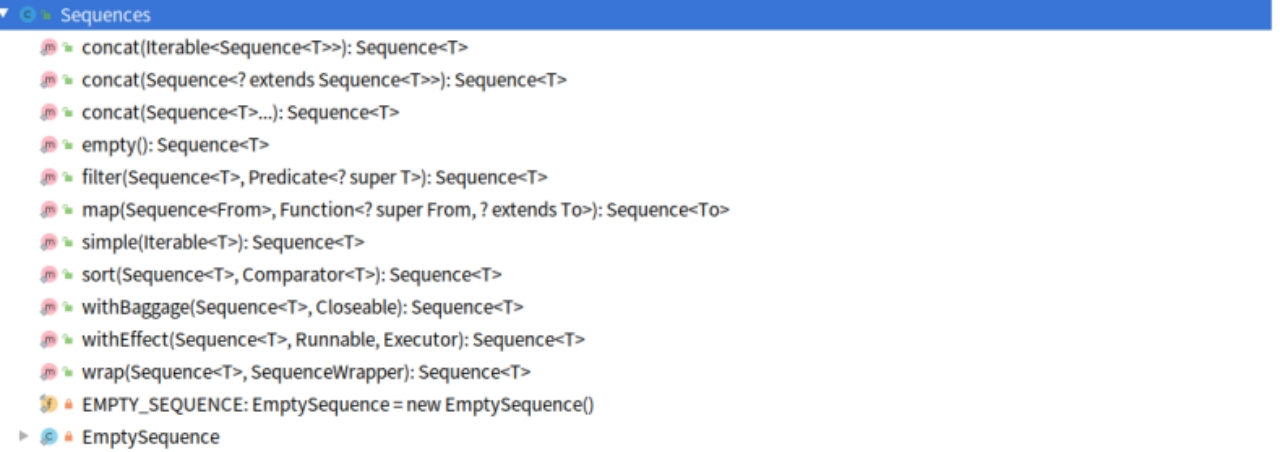 Sequences
concat(Iterable<Sequence<T>>): Sequence<T>
concat(Sequence<? extends Sequence<T>>): Sequence<T>
concat(Sequence<T>...): Sequence<T>
empty(): Sequence<T>
filter(Sequence<T>, Predicate<? super T>): Sequence<T>
map(Sequence<From>, Function<? super From, ? extends To>): Sequence<To>
simple(Iterable<T>): Sequence<T>
sort(Sequence<T>, Comparator<T>): Sequence<T>
withBaggage(Sequence<T>, Closeable): Sequence<T>
withEffect(Sequence<T>, Runnable, Executor): Sequence<T>
wrap(Sequence<T>, SequenceWrapper): Sequence<T>
EMPTY_SEQUENCE: EmptySequence = new EmptySequence()
EmptySequence